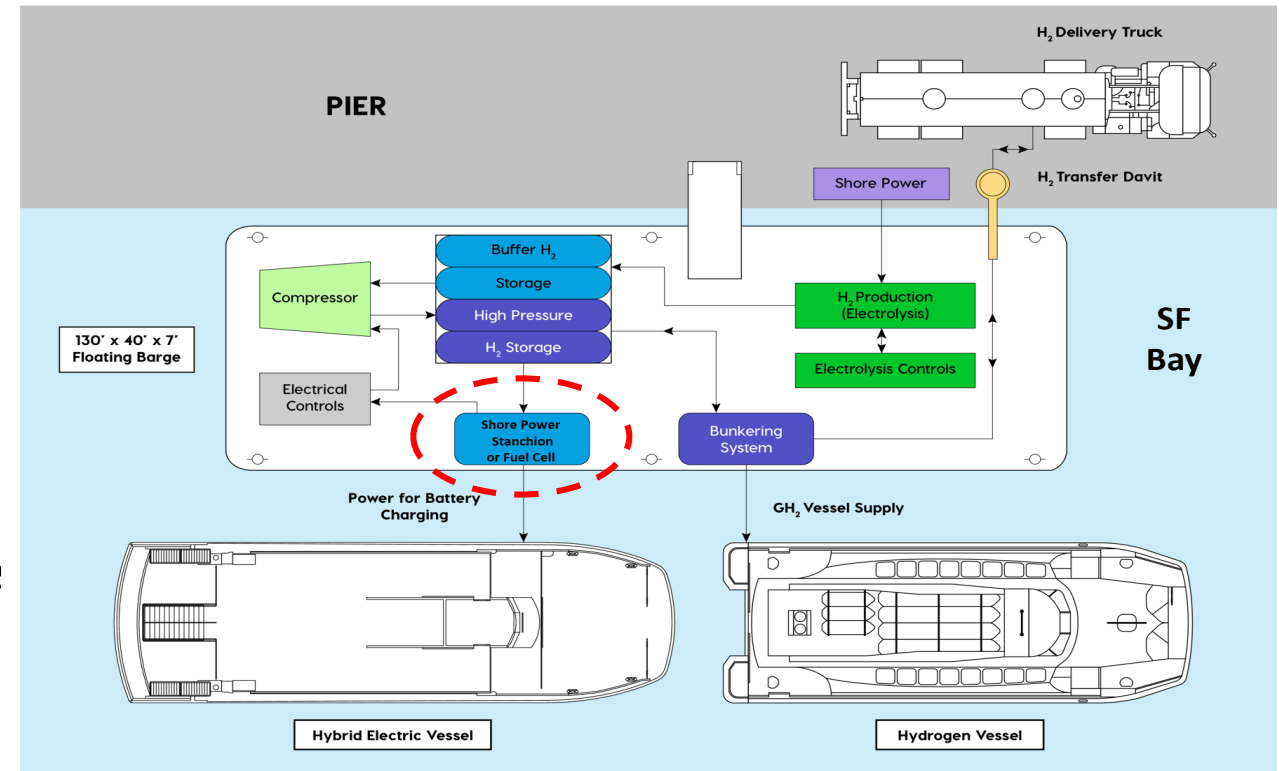 H₂ Delivery Truck
PIER
H₂ Transfer Davit
Shore Power
Buffer H₂
Storage
High Pressure
H₂ Storage
Compressor
H₂ Production
(Electrolysis)
Electrolysis Controls
SF
Bay
130' x 40' x 7'
Floating Barge
Electrical
Controls
Shore Power
Stanchion
or Fuel Cell
Bunkering
System
Power for Battery
Charging
GH₂ Vessel Supply
Hybrid Electric Vessel
Hydrogen Vessel